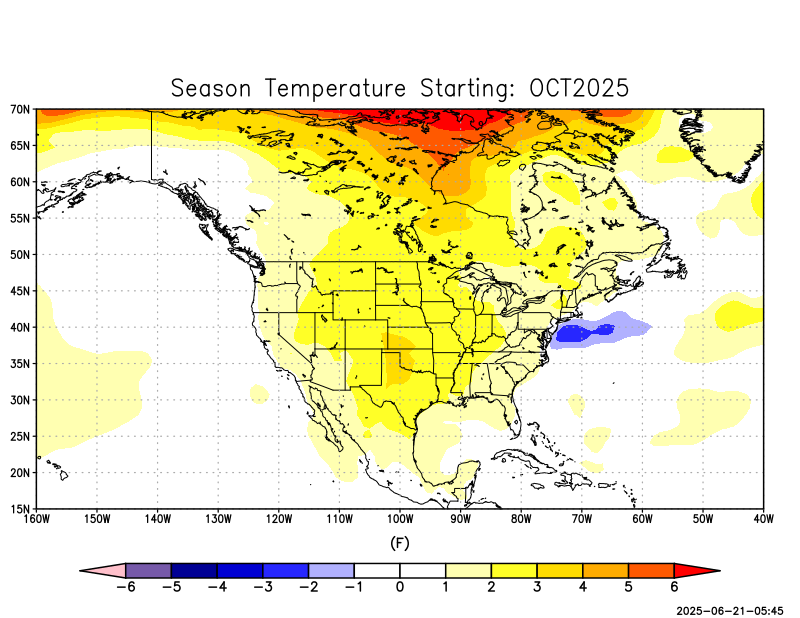 Season Temperature Starting: OCT2025
70N
65N
60N
55N
50N
45N
40N
35N
30N
25N
20N
15N
160W 150W 140W 130W 120W 110W 100W 90W 80W 70W 60W 50W 40W
(F)
−6 −5 −4 −3 −2 −1 0 1 2 3 4 5 6
2025−06−21−05:45